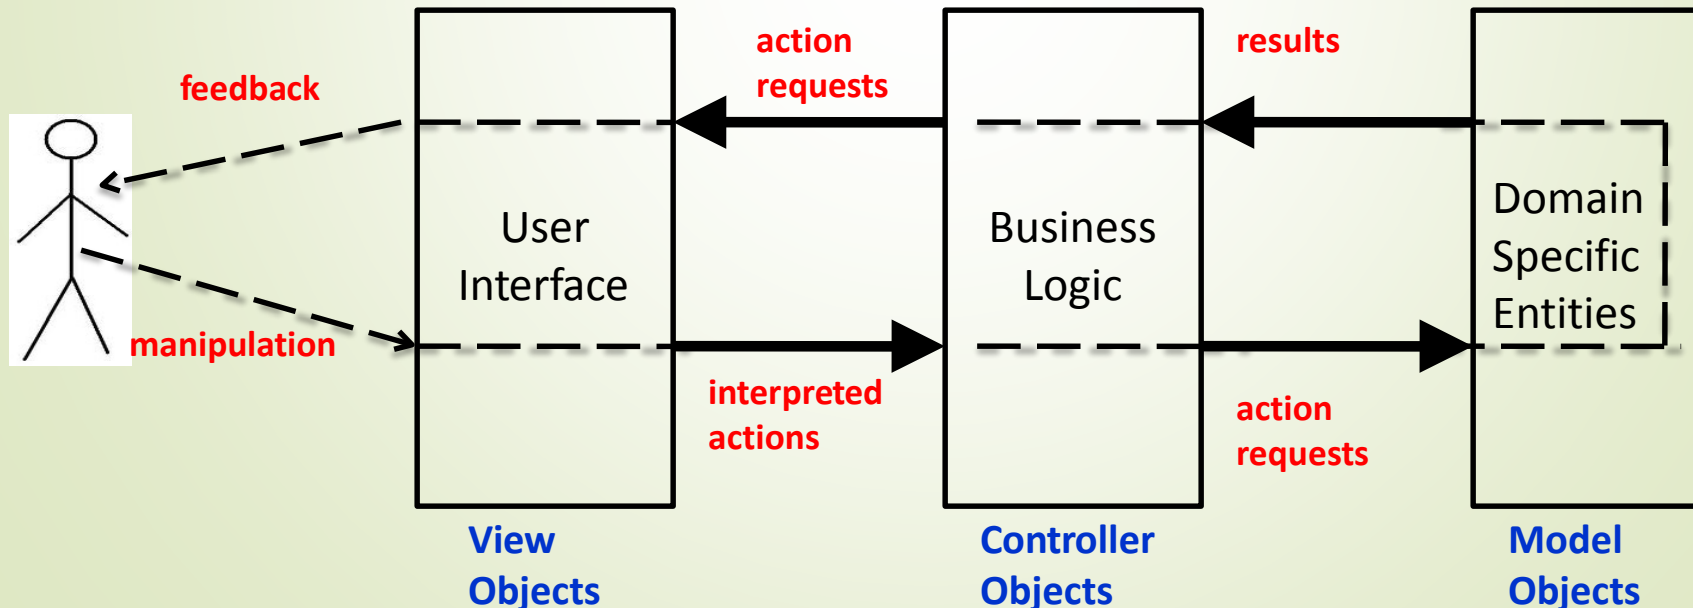 action
requests
results
feedback
User
Interface
Business
Logic
Domain
Specific
Entities
manipulation
interpreted
actions
action
requests
View
Objects
Controller
Objects
Model
Objects